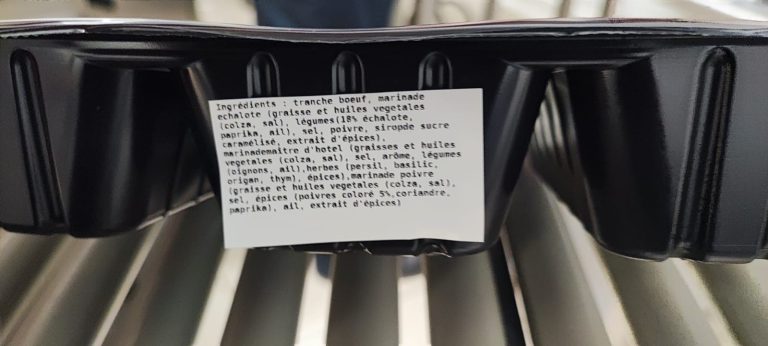 Ingrédients : tranche boeuf, marinade
echalote (graisse et huiles vegetales
(colza, sal), légumes(18% échalote,
paprika, ail), sel, poivre, siropde sucre
caramélisé, extrait d'épices),
marinademaitre d'hotel (graisses et huiles
vegetales (colza, sal), sel, arôme, légumes
(oignons, ail),herbes (persil, basilic,
origan, thym), épices),marinade poivre
(graisse et huiles vegetales (colza, sal),
sel, épices (poivres coloré 5%,coriandre,
paprika), ail, extrait d'épices)